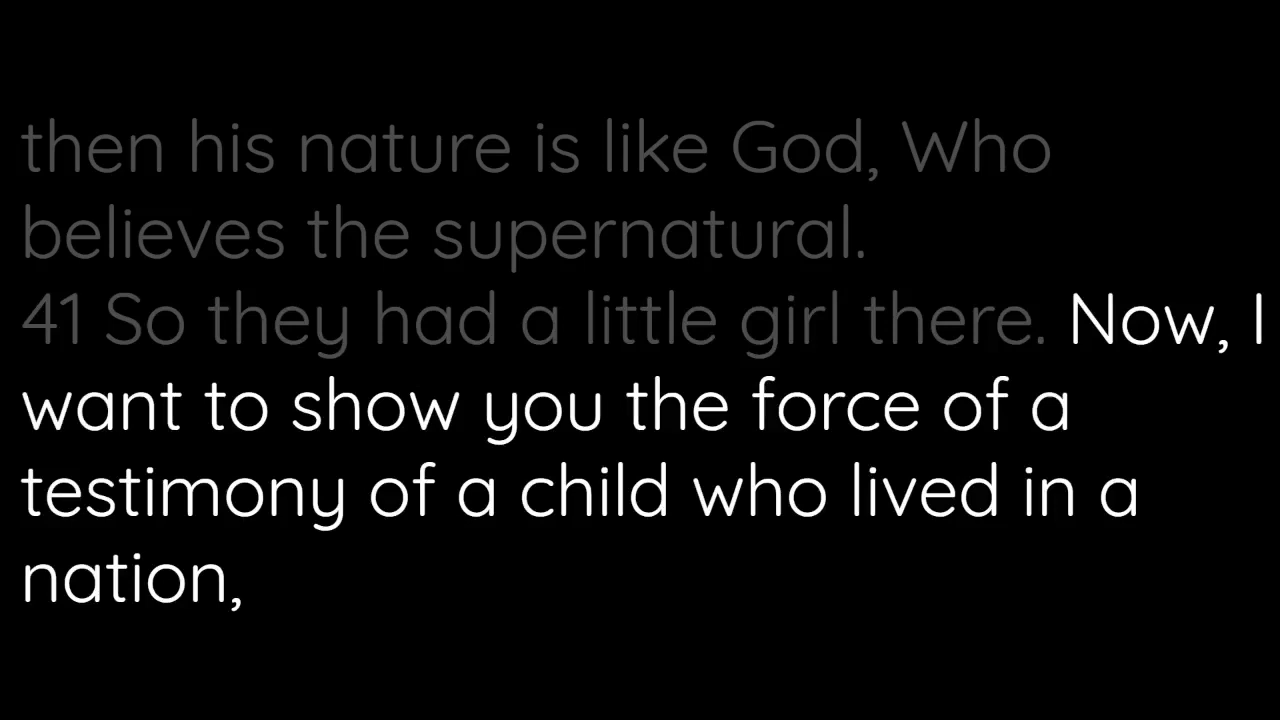 then his nature is like God, Who
believes the supernatural.
41 So they had a little girl there. Now, I
want to show you the force of a
testimony of a child who lived in a
nation,